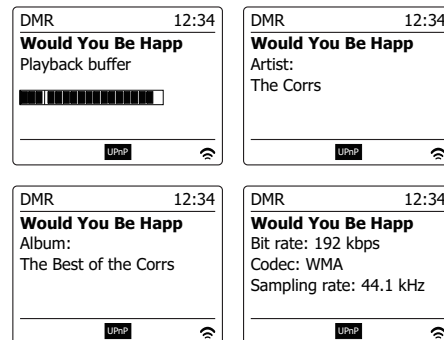 DMR 12:34
Would You Be Happ
Playback buffer
UPnP
DMR 12:34
Would You Be Happ
Artist:
The Corrs
UPnP
DMR 12:34
Would You Be Happ
Album:
The Best of the Corrs
UPnP
DMR 12:34
Would You Be Happ
Bit rate: 192 kbps
Codec: WMA
Sampling rate: 44.1 kHz
UPnP